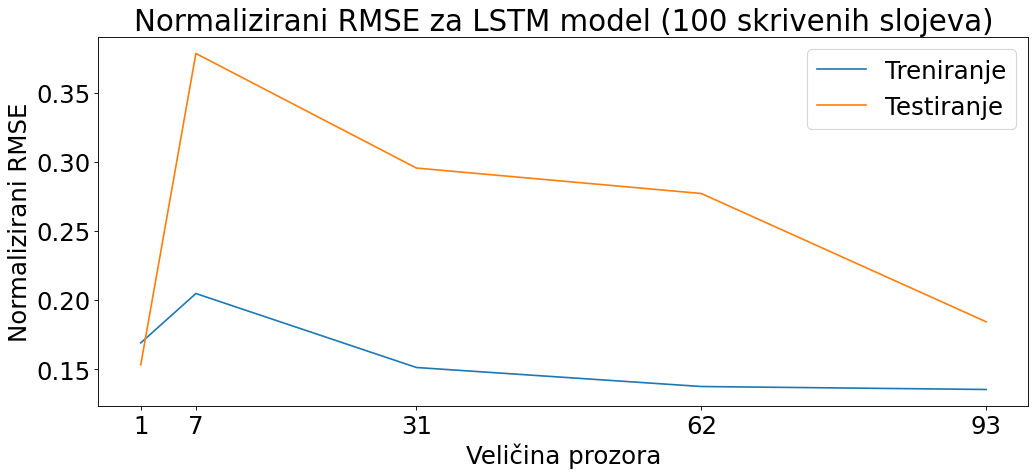 Normalizirani RMSE za LSTM model (100 skrivenih slojeva)
Normalizirani RMSE
0.35
0.30
0.25
0.20
0.15
Treniranje
Testiranje
1 7 31 62 93
Veličina prozora